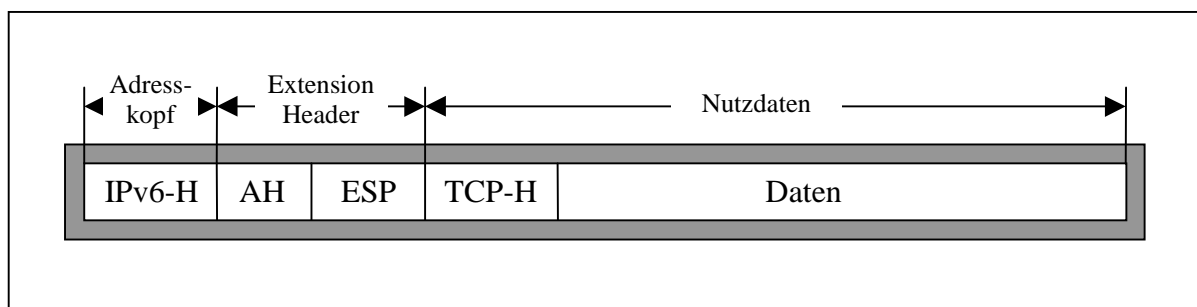 Adress-
kopf
Extension
Header
Nutzdaten
IPv6-H
AH
ESP
TCP-H
Daten